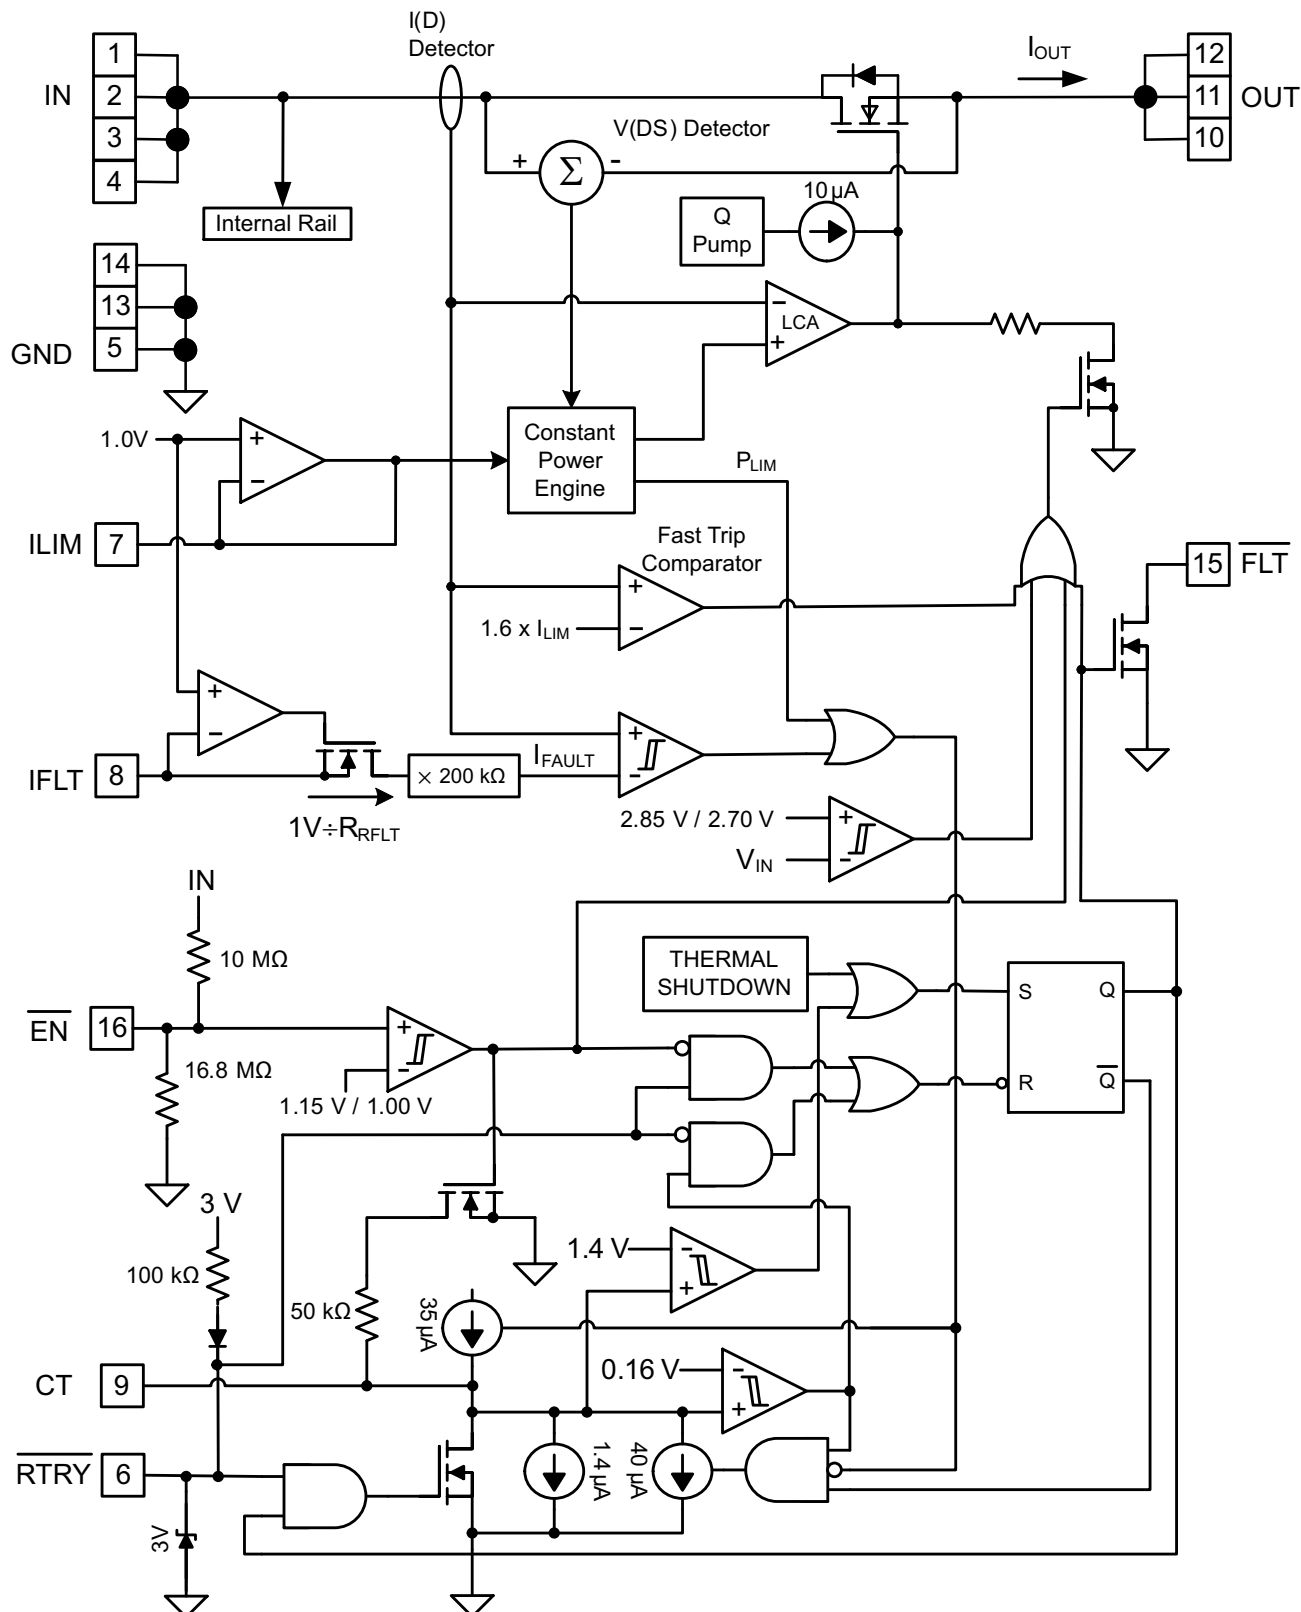 I(D)
Detector
1
2
3
4
IN
IOUT
12
11
10
OUT
V(DS) Detector
+
Σ
-
Internal Rail
10 µA
Q
Pump
14
13
5
GND
−
LCA
+
1.0V
+
−
Constant
Power
Engine
PLIM
ILIM
7
Fast Trip
Comparator
15
FLT
+
−
1.6 x ILIM
+
−
IFLT
8
× 200 kΩ
IFAULT
+
-
1V÷RRFLT
2.85 V / 2.70 V
+
VIN
-
IN
10 MΩ
THERMAL
SHUTDOWN
S
Q
EN
16
+
−
16.8 MΩ
1.15 V / 1.00 V
R
Q
3 V
100 kΩ
1.4 V
-
+
50 kΩ
35 µA
CT
9
0.16 V
-
+
RTRY
6
1.4 µA
40 µA
3V